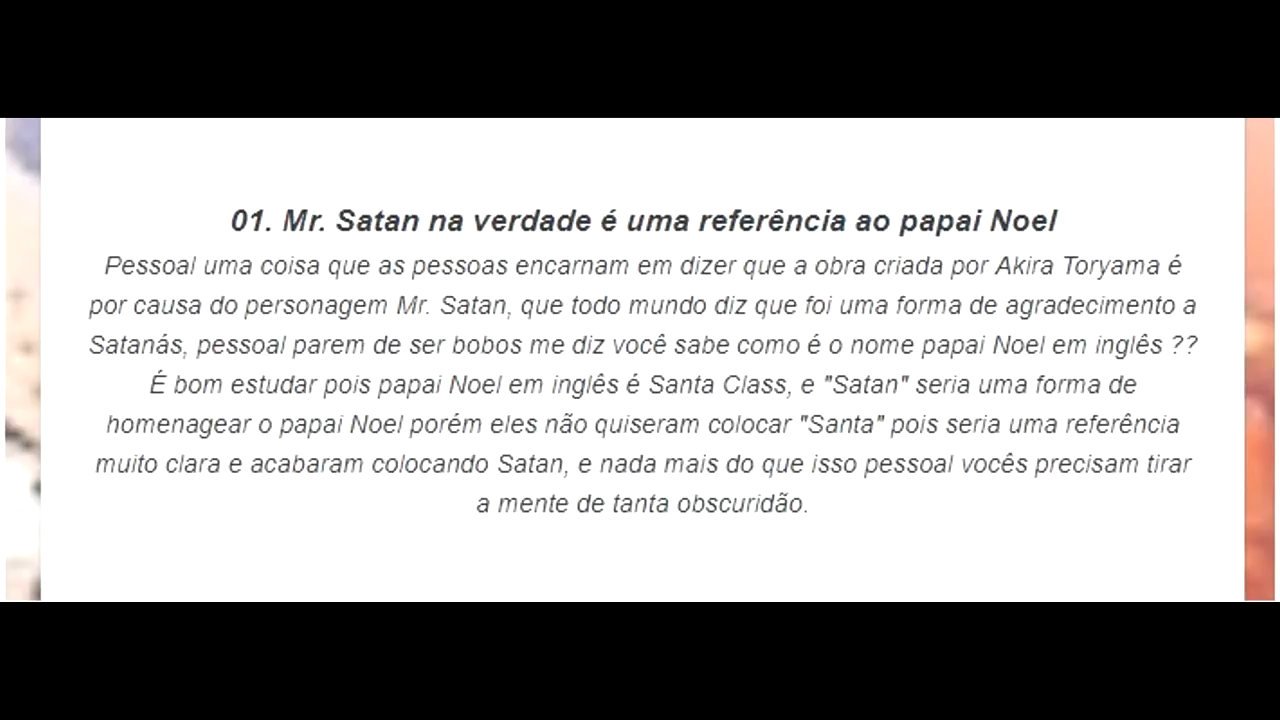 01. Mr. Satan na verdade é uma referência ao papai Noel
Pessoal uma coisa que as pessoas encarnam em dizer que a obra criada por Akira Toryama é
por causa do personagem Mr. Satan, que todo mundo diz que foi uma forma de agradecimento a
Satanás, pessoal parem de ser bobos me diz você sabe como é o nome papai Noel em inglês ??
É bom estudar pois papai Noel em inglês é Santa Class, e "Satan" seria uma forma de
homenagear o papai Noel porém eles não quiseram colocar "Santa" pois seria uma referência
muito clara e acabaram colocando Satan, e nada mais do que isso pessoal vocês precisam tirar
a mente de tanta obscuridão.